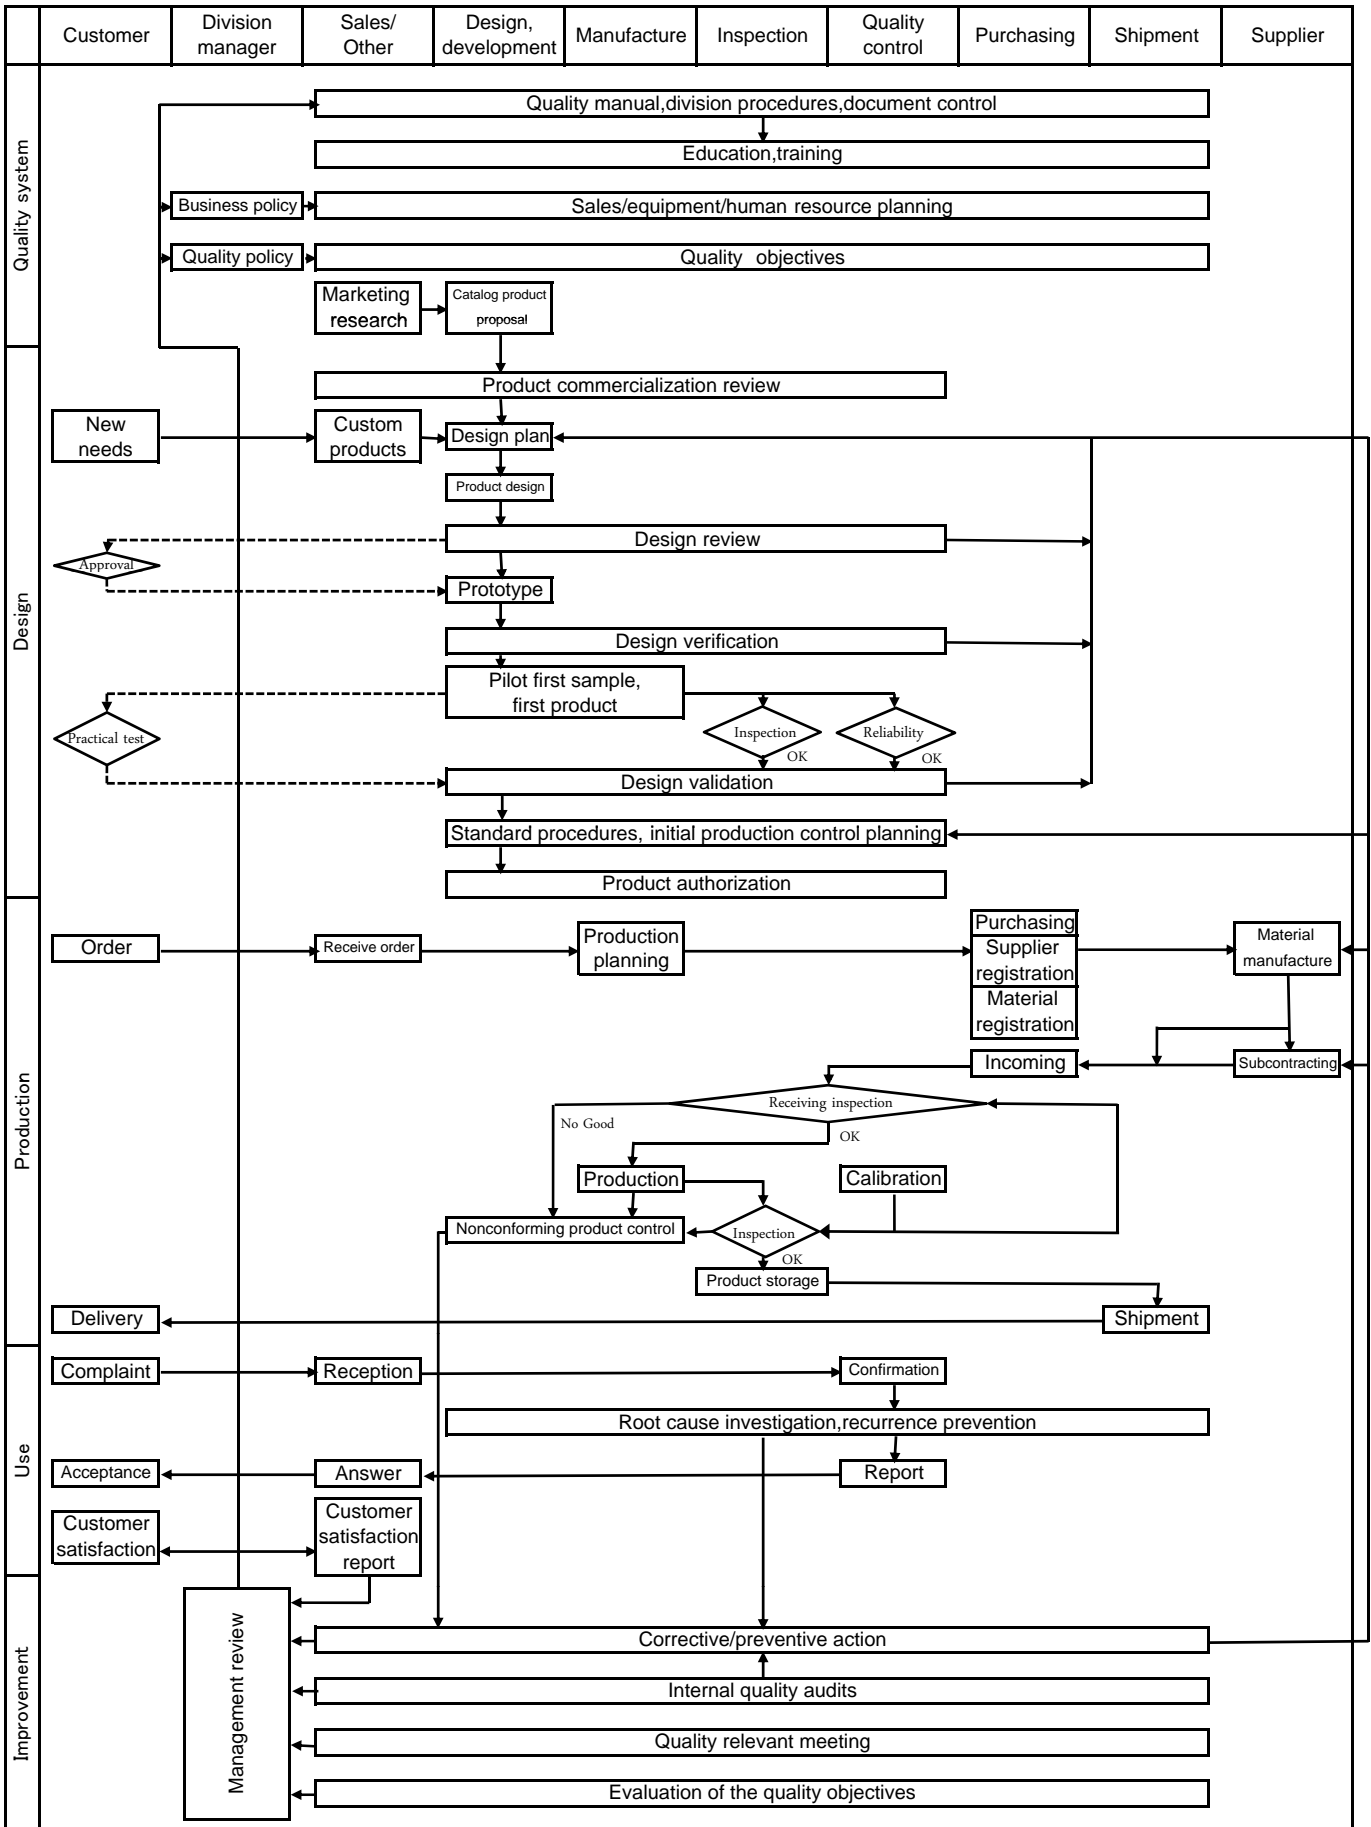 Customer
Division
manager
Sales/
Other
Design,
development
Manufacture
Inspection
Quality
control
Purchasing
Shipment
Supplier
Quality system
Quality manual,division procedures,document control
Education,training
Business policy
Sales/equipment/human resource planning
Quality policy
Quality objectives
Marketing
research
Catalog product
proposal
Design
Product commercialization review
New
needs
Custom
products
Design plan
Product design
Design review
Approval
Prototype
Design verification
Pilot first sample,
first product
Practical test
Inspection
OK
Reliability
OK
Design validation
Standard procedures, initial production control planning
Product authorization
Production
Order
Receive order
Production
planning
Purchasing
Supplier
registration
Material
registration
Material
manufacture
Incoming
Subcontracting
Receiving inspection
No Good
OK
Production
Calibration
Nonconforming product control
Inspection
OK
Product storage
Delivery
Shipment
Use
Complaint
Reception
Confirmation
Root cause investigation,recurrence prevention
Acceptance
Answer
Report
Customer
satisfaction
Customer
satisfaction
report
Improvement
Management review
Corrective/preventive action
Internal quality audits
Quality relevant meeting
Evaluation of the quality objectives